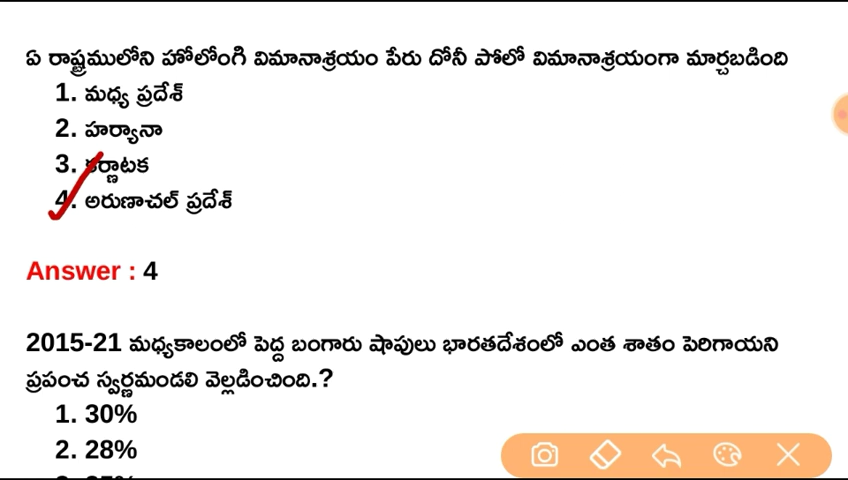 ఏ రాష్ట్రములోని హోలోంగి విమానాశ్రయం పేరు దోనీ పోలో విమానాశ్రయంగా మార్చబడింది
1. మధ్య ప్రదేశ్
2. హర్యానా
3. కర్ణాటక
4. అరుణాచల్ ప్రదేశ్
Answer : 4
2015-21 మధ్యకాలంలో పెద్ద బంగారు షాపులు భారతదేశంలో ఎంత శాతం పెరిగాయని
ప్రపంచ స్వర్ణమండలి వెల్లడించింది.?
1. 30%
2. 28%